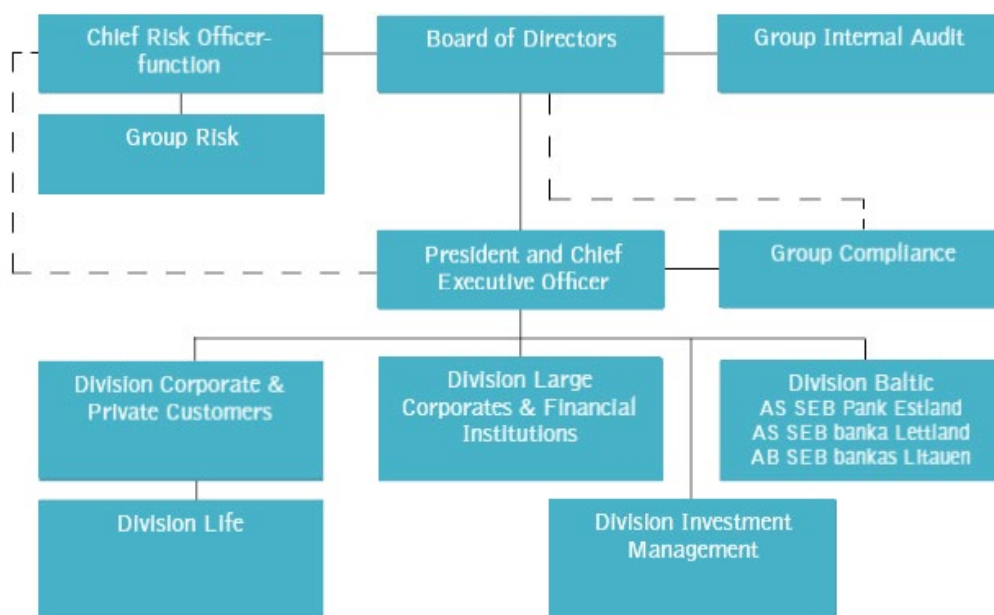 Chief Risk Officer-
function
Board of Directors
Group Internal Audit
Group Risk
President and Chief
Executive Officer
Group Compliance
Division Corporate &
Private Customers
Division Large
Corporates & Financial
Institutions
Division Baltic
AS SEB Pank Estland
AS SEB banka Lettland
AB SEB bankas Litauen
Division Life
Division Investment
Management